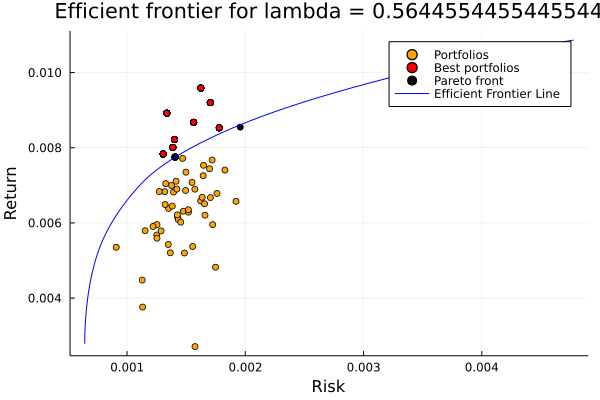 Efficient frontier for lambda = 0.5644554455445544
Portfolios
Best portfolios
Pareto front
Efficient Frontier Line
0.010
0.008
0.006
0.004
Return
0.001
0.002
0.003
0.004
Risk